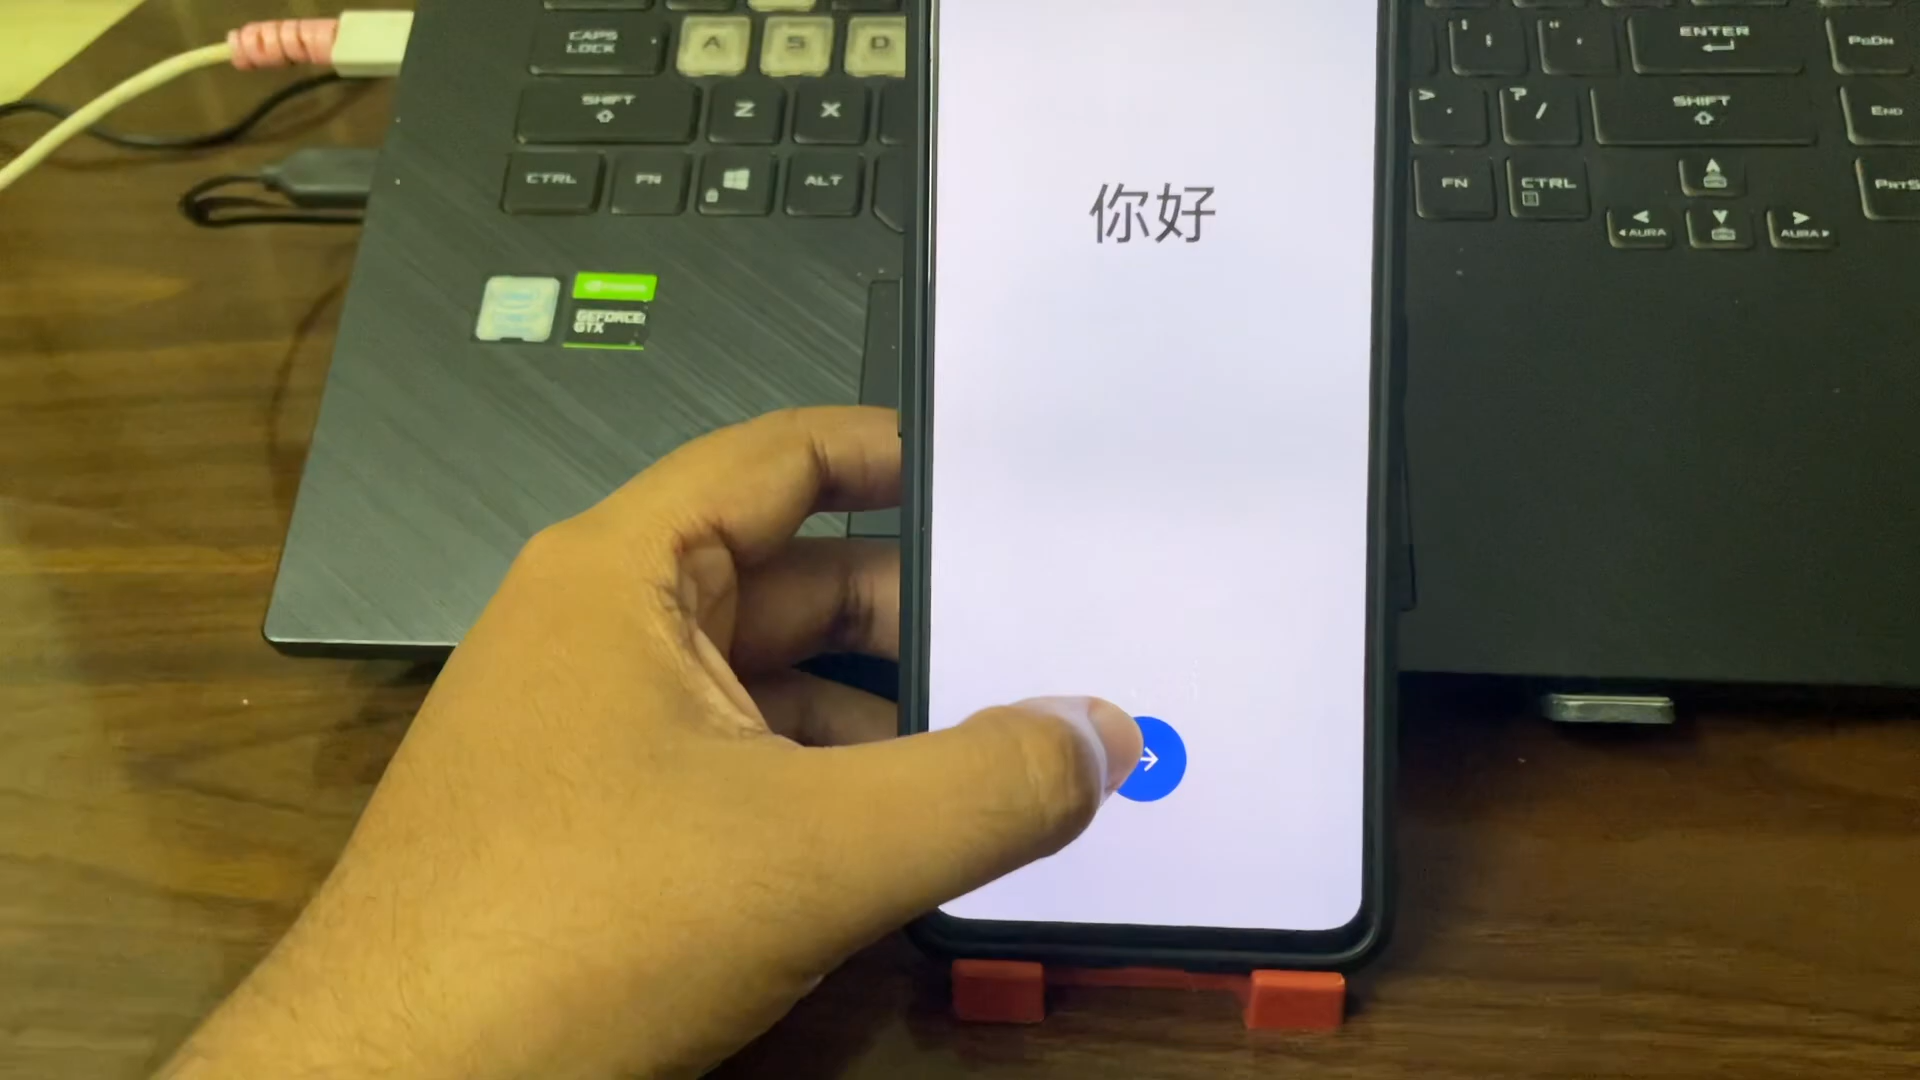 CAPS
LOCK
A
S
D
SHIFT
Z
X
CTRL
FN
ALT
GEFORCE
GTX
你好
ENTER
PGDN
>
.
?
/
SHIFT
END
FN
CTRL
AURA
AURA